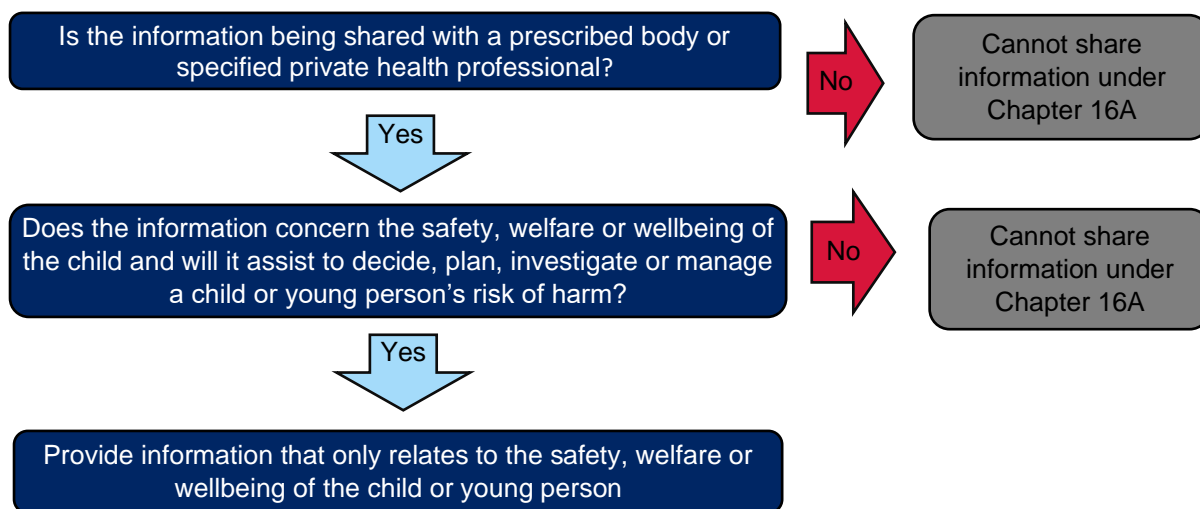 Is the information being shared with a prescribed body or
specified private health professional?
No
Cannot share
information under
Chapter 16A
Yes
Does the information concern the safety, welfare or wellbeing of
the child and will it assist to decide, plan, investigate or manage
a child or young person’s risk of harm?
No
Cannot share
information under
Chapter 16A
Yes
Provide information that only relates to the safety, welfare or
wellbeing of the child or young person